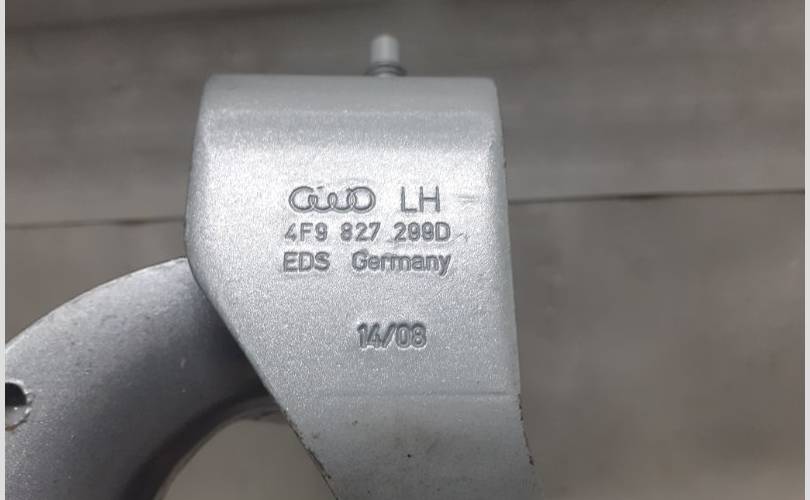 LH
4F9 827 299D
EDS Germany
14/08